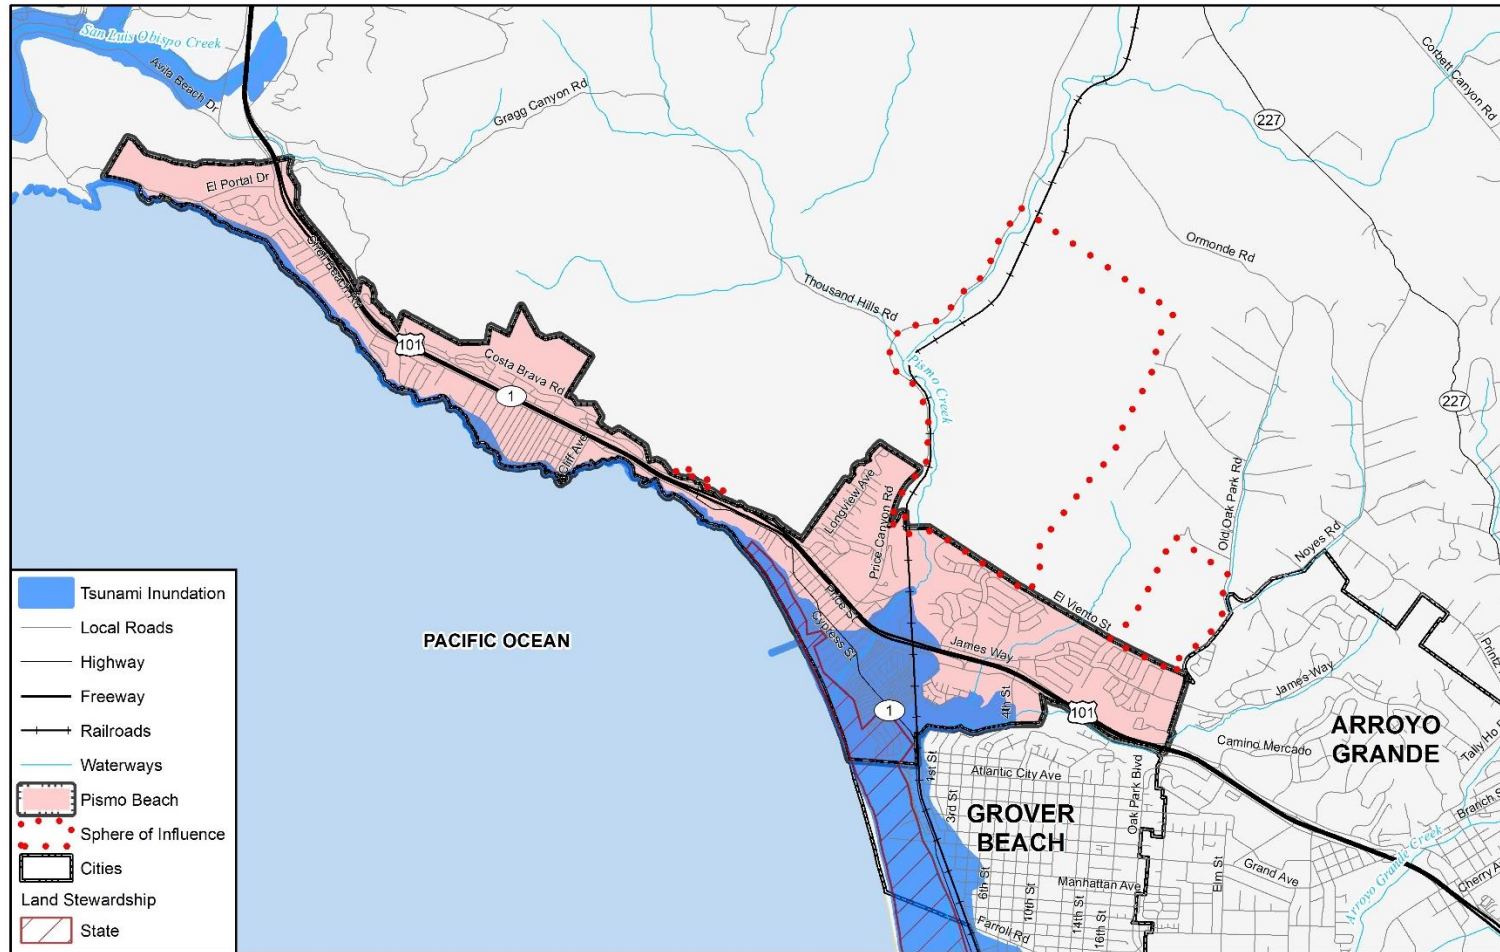 San Luis Obispo Creek
Avila Beach Dr
Gragg Canyon Rd
Corbett Canyon Rd
227
El Portal Dr
Shell Beach Av
Ormonde Rd
Thousand Hills Rd
101
Pismo Creek
Costa Brava Rd
1
227
Cliff Ave
Longview Ave
Price Canyon Rd
Old Oak Park Rd
Noyes Rd
El Viento St
Price St
Cypress St
James Way
PACIFIC OCEAN
Printz
James Way
4th St
101
1
ARROYO
GRANDE
Camino Mercado
Tally Ho
1st St
Atlantic City Ave
Oak Park Blvd
3rd St
GROVER
BEACH
Branch S
Elm St
Grand Ave
Arroyo Grande Creek
Cherry A
6th St
10th St
Manhattan Ave
14th St
16th St
Farroll Rd
Tsunami Inundation
Local Roads
Highway
Freeway
Railroads
Waterways
Pismo Beach
Sphere of Influence
Cities
Land Stewardship
State